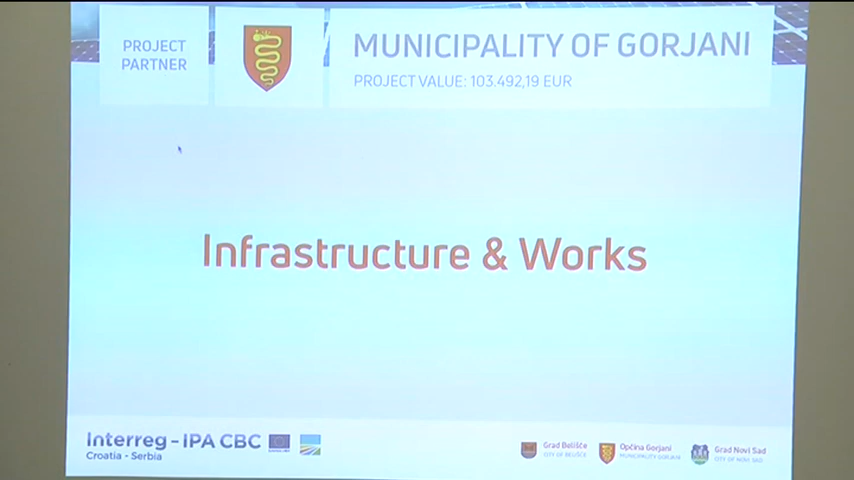 PROJECT
PARTNER
MUNICIPALITY OF GORJANI
PROJECT VALUE: 103.492,19 EUR
Infrastructure & Works
Interreg - IPA CBC
Croatia - Serbia
Grad Belišće
CITY OF BELIŠĆE
Općina Gorjani
MUNICIPALITY GORJANI
Grad Novi Sad
CITY OF NOVI SAD